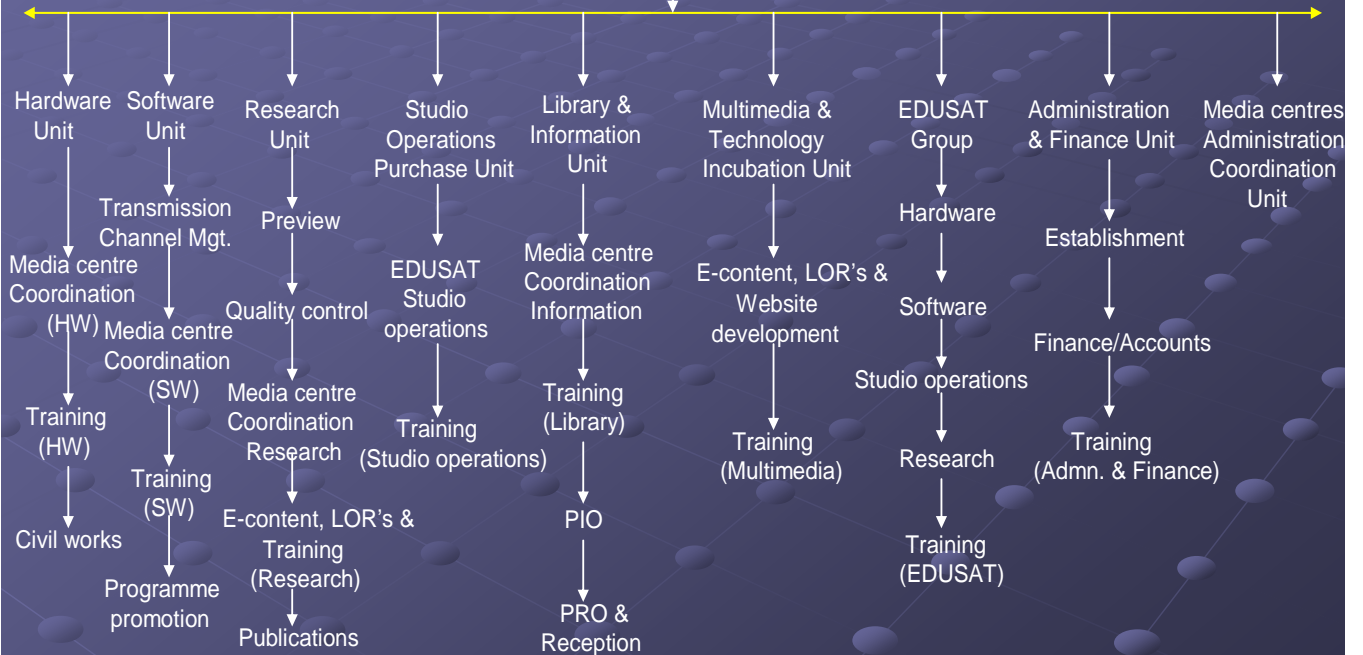 Hardware
Unit
Media centre
Coordination
(HW)
Training
(HW)
Civil works
Software
Unit
Transmission
Channel Mgt.
Media centre
Coordination
(SW)
Training
(SW)
Programme
promotion
Research
Unit
Preview
Quality control
Media centre
Coordination
Research
E-content, LOR's &
Training
(Research)
Publications
Studio
Operations
Purchase Unit
EDUSAT
Studio
operations
Training
(Studio operations)
Library &
Information
Unit
Media centre
Coordination
Information
Training
(Library)
PIO
PRO &
Reception
Multimedia &
Technology
Incubation Unit
E-content, LOR's &
Website
development
Training
(Multimedia)
EDUSAT
Group
Hardware
Software
Studio operations
Research
Training
(EDUSAT)
Administration
& Finance Unit
Establishment
Finance/Accounts
Training
(Admn. & Finance)
Media centres
Administration
Coordination
Unit